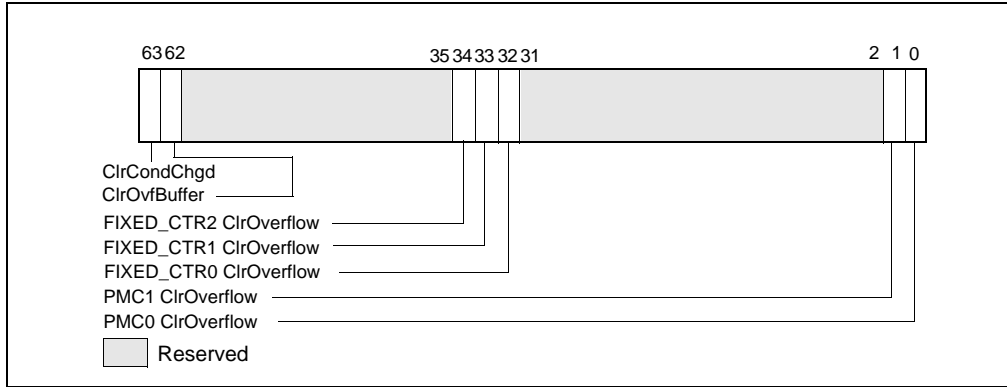 63 62 35 34 33 32 31 2 1 0
ClrCondChgd
ClrOvfBuffer
FIXED_CTR2 ClrOverflow
FIXED_CTR1 ClrOverflow
FIXED_CTR0 ClrOverflow
PMC1 ClrOverflow
PMC0 ClrOverflow
Reserved